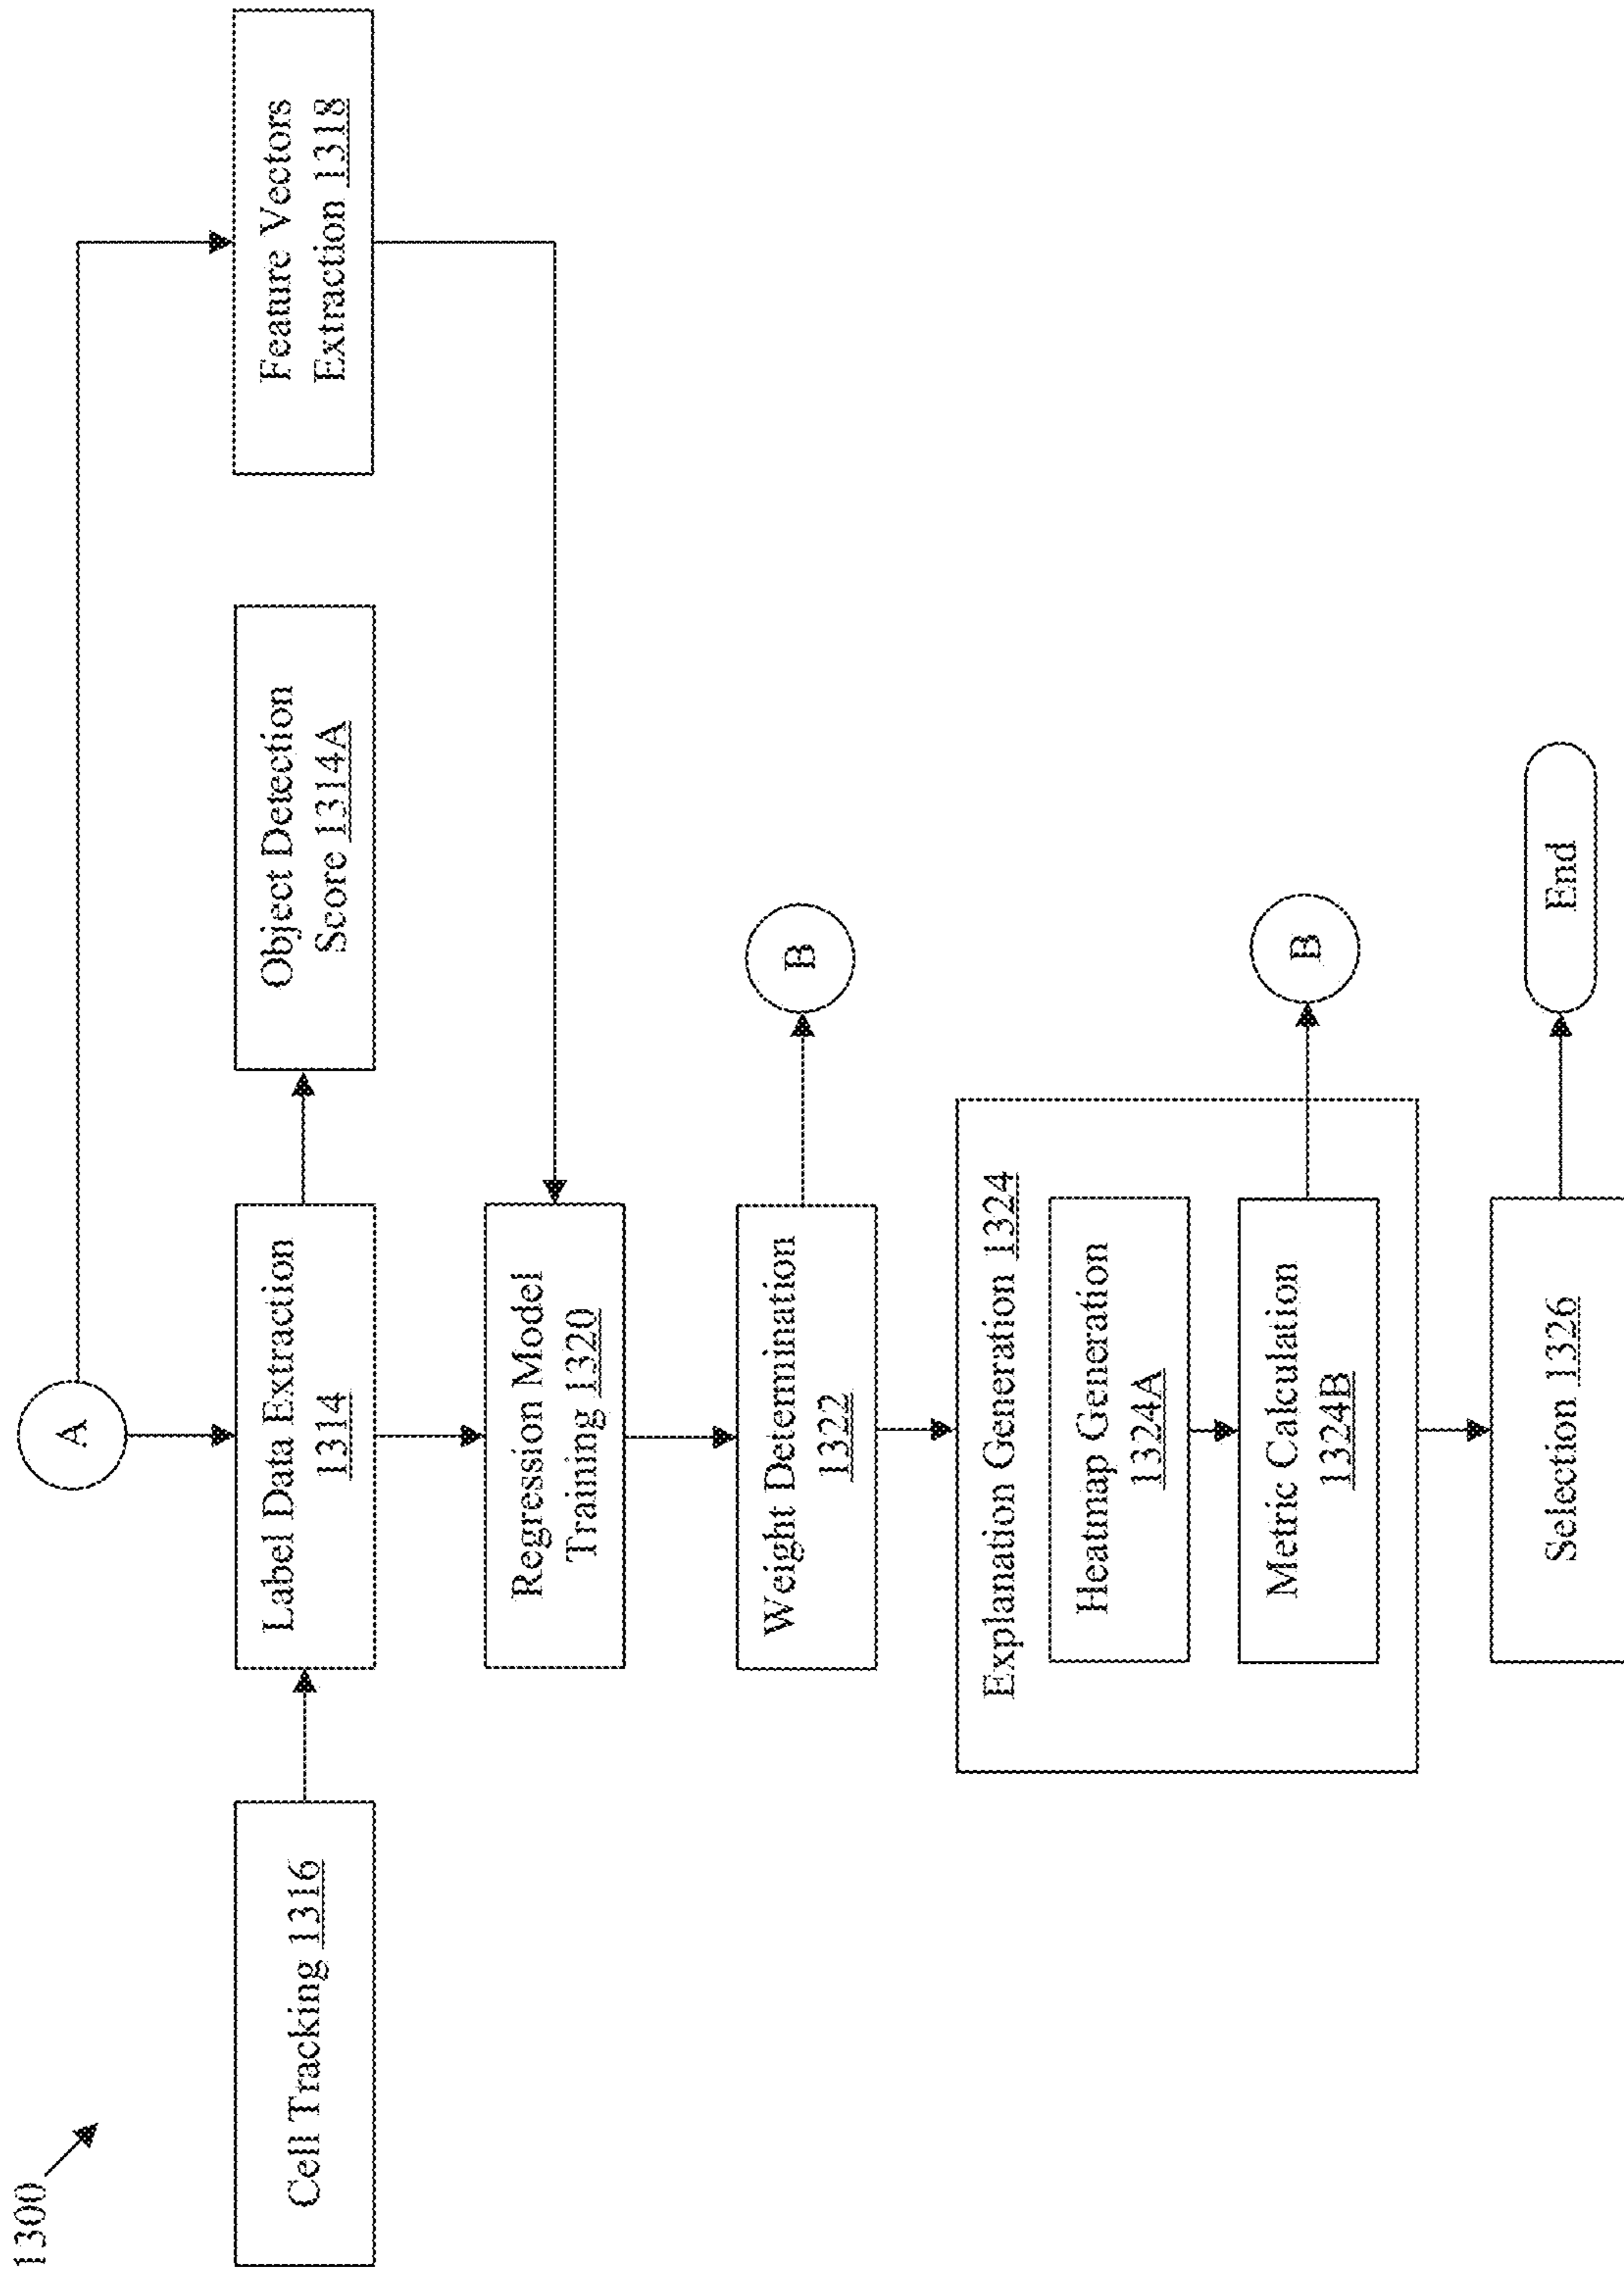 1300
A
Cell Tracking 1316
Label Data Extraction
1314
Object Detection
Score 1314A
Feature Vectors
Extraction 1318
Regression Model
Training 1320
Weight Determination
1322
B
Explanation Generation 1324
Heatmap Generation
1324A
Metric Calculation
1324B
B
Selection 1326
End